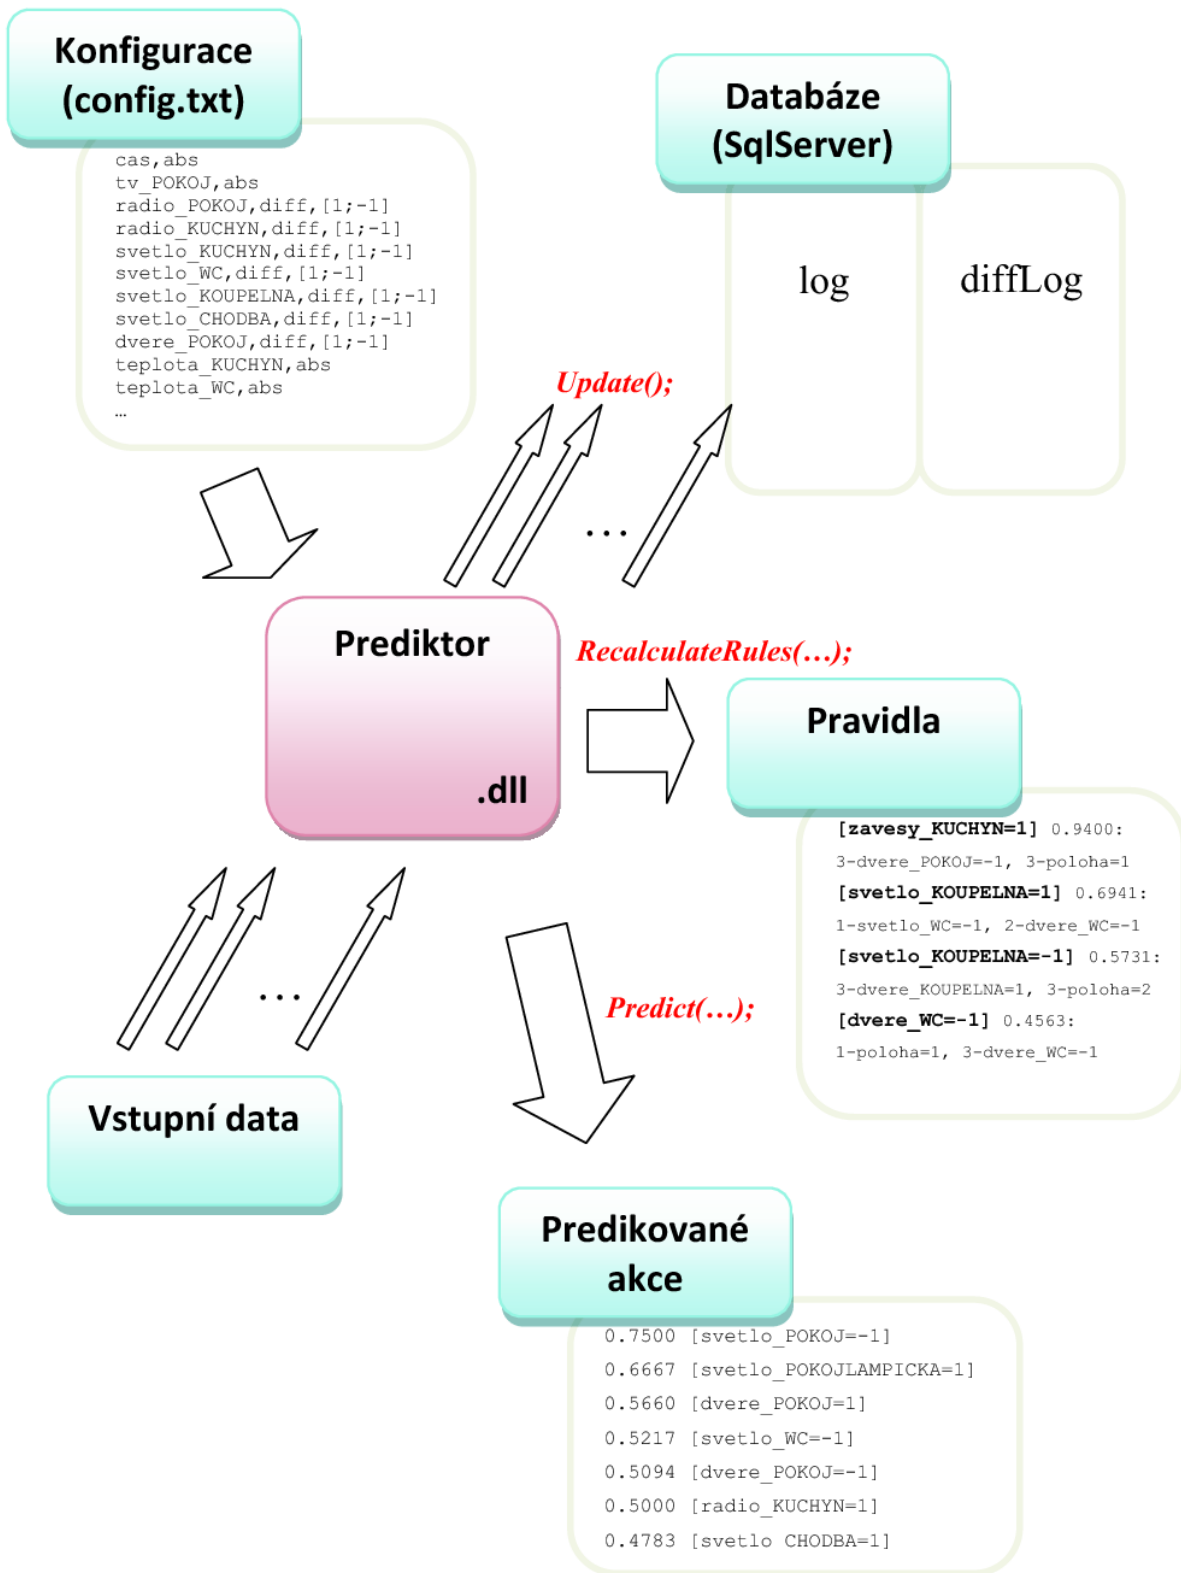 Konfigurace
(config.txt)
cas,abs
tv_POKOJ,abs
radio_POKOJ,diff,[1;-1]
radio_KUCHYN,diff,[1;-1]
svetlo_KUCHYN,diff,[1;-1]
svetlo_WC,diff,[1;-1]
svetlo_KOUPELNA,diff,[1;-1]
svetlo_CHODBA,diff,[1;-1]
dvere_POKOJ,diff,[1;-1]
teplota_KUCHYN,abs
teplota_WC,abs
…
Databáze
(SqlServer)
log
diffLog
Update();
…
Prediktor
.dll
RecalculateRules(…);
Pravidla
[zavesy_KUCHYN=1] 0.9400:
3-dvere_POKOJ=-1, 3-poloha=1
[svetlo_KOUPELNA=1] 0.6941:
1-svetlo_WC=-1, 2-dvere_WC=-1
[svetlo_KOUPELNA=-1] 0.5731:
3-dvere_KOUPELNA=1, 3-poloha=2
[dvere_WC=-1] 0.4563:
1-poloha=1, 3-dvere_WC=-1
…
Predict(…);
Vstupní data
Predikované
akce
0.7500 [svetlo_POKOJ=-1]
0.6667 [svetlo_POKOJLAMPICKA=1]
0.5660 [dvere_POKOJ=1]
0.5217 [svetlo_WC=-1]
0.5094 [dvere_POKOJ=-1]
0.5000 [radio_KUCHYN=1]
0.4783 [svetlo CHODBA=1]